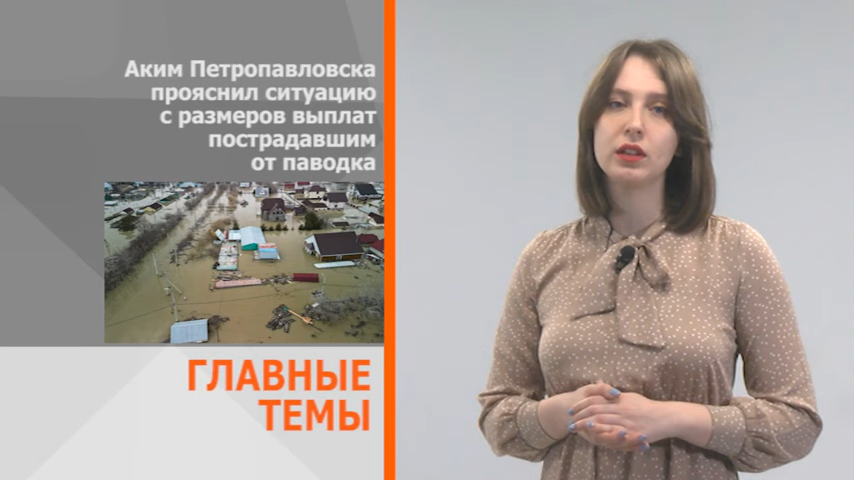 Аким Петропавловска
прояснил ситуацию
с размеров выплат
пострадавшим
от паводка
ГЛАВНЫЕ
ТЕМЫ